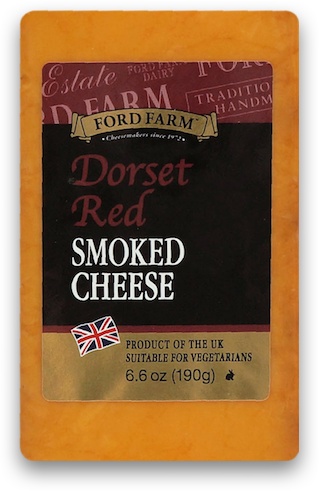 Estate
FORD FARM
DAIRY
TRADITIO
HANDM
FORD FARM
Cheesemakers since 1972
Dorset
Red
SMOKED
CHEESE
PRODUCT OF THE UK
SUITABLE FOR VEGETARIANS
6.6 oz (190g)